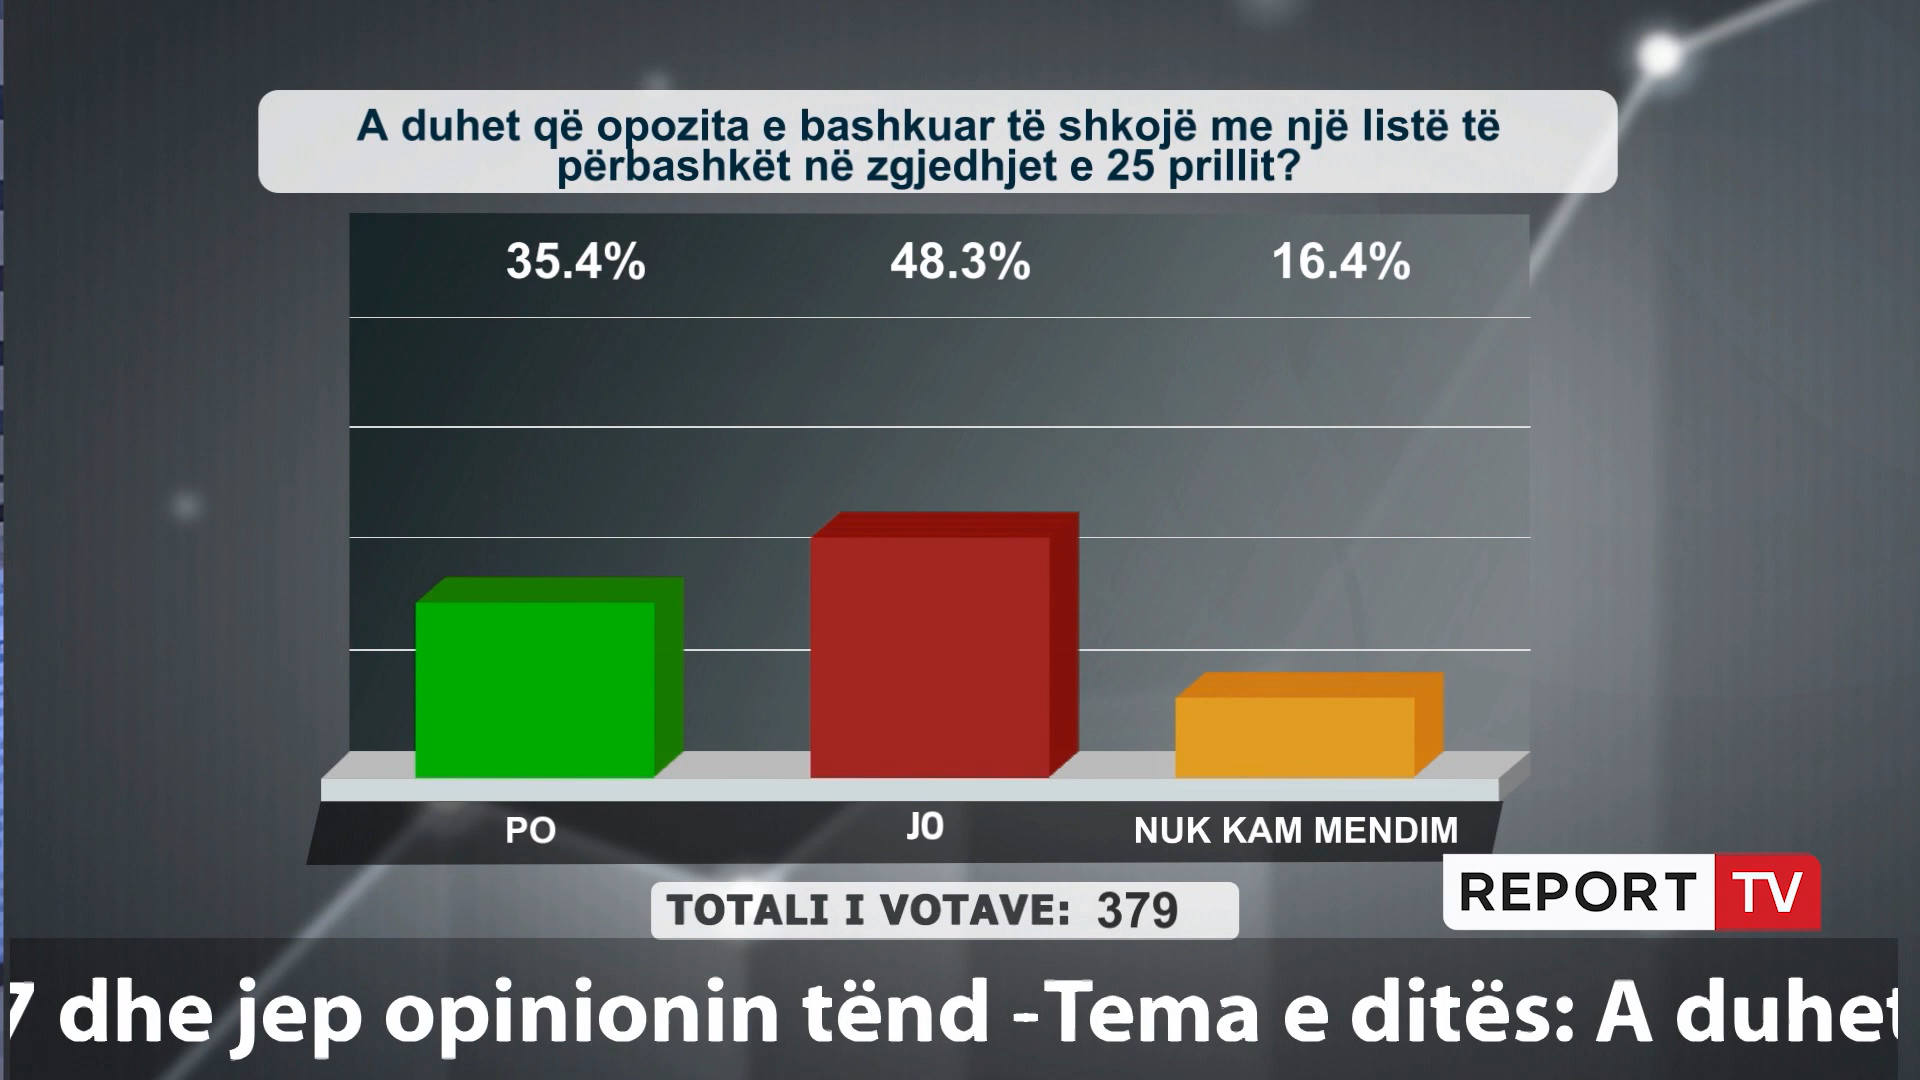 A duhet që opozita e bashkuar të shkojë me një listë të
përbashkët në zgjedhjet e 25 prillit?
35.4% 48.3% 16.4%
PO JO NUK KAM MENDIM
TOTALI I VOTAVE: 379
REPORT TV
7 dhe jep opinionin tënd -Tema e ditës: A duhet